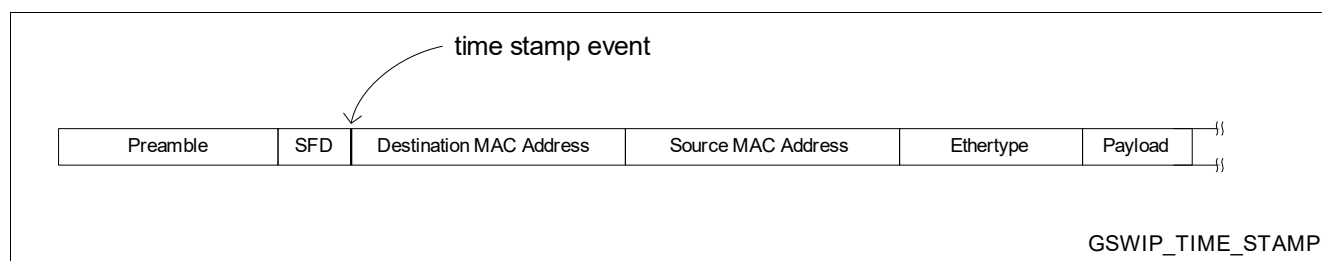 time stamp event
Preamble SFD Destination MAC Address Source MAC Address Ethertype Payload
GSWIP_TIME_STAMP